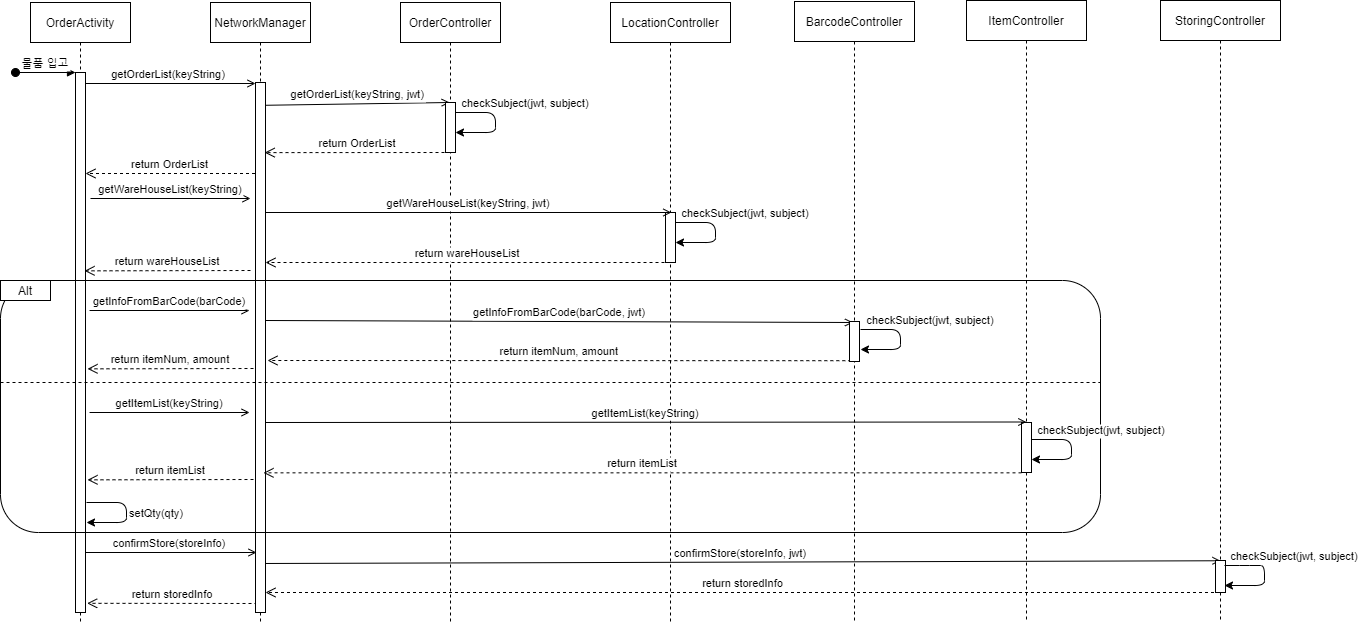 OrderActivity
NetworkManager
OrderController
LocationController
BarcodeController
ItemController
StoringController
물품 입고
getOrderList(keyString)
getOrderList(keyString, jwt)
checkSubject(jwt, subject)
return OrderList
return OrderList
getWareHouseList(keyString)
getWareHouseList(keyString, jwt)
checkSubject(jwt, subject)
return wareHouseList
return wareHouseList
Alt
getInfoFromBarCode(barCode)
getInfoFromBarCode(barCode, jwt)
checkSubject(jwt, subject)
return itemNum, amount
return itemNum, amount
getItemList(keyString)
getItemList(keyString)
checkSubject(jwt, subject)
return itemList
return itemList
setQty(qty)
confirmStore(storeInfo)
confirmStore(storeInfo, jwt)
checkSubject(jwt, subject)
return storedInfo
return storedInfo